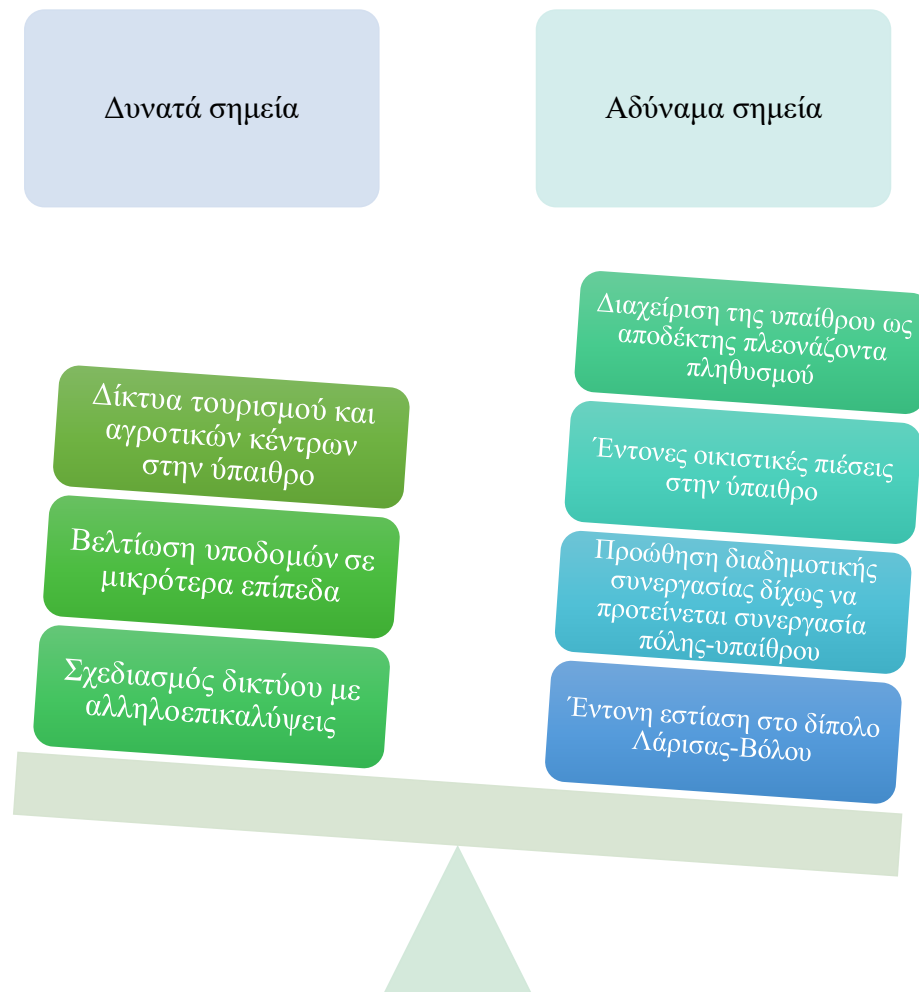 Δυνατά σημεία
Αδύναμα σημεία
Δίκτυα τουρισμού και
αγροτικών κέντρων
στην ύπαιθρο
Βελτίωση υποδομών σε
μικρότερα επίπεδα
Σχεδιασμός δικτύου με
αλληλοεπικαλύψεις
Διαχείριση της υπαίθρου ως
αποδέκτης πλεονάζοντα
πληθυσμού
Έντονες οικιστικές πιέσεις
στην ύπαιθρο
Προώθηση διαδημοτικής
συνεργασίας δίχως να
προτείνεται συνεργασία
πόλης-υπαίθρου
Έντονη εστίαση στο δίπολο
Λάρισας-Βόλου